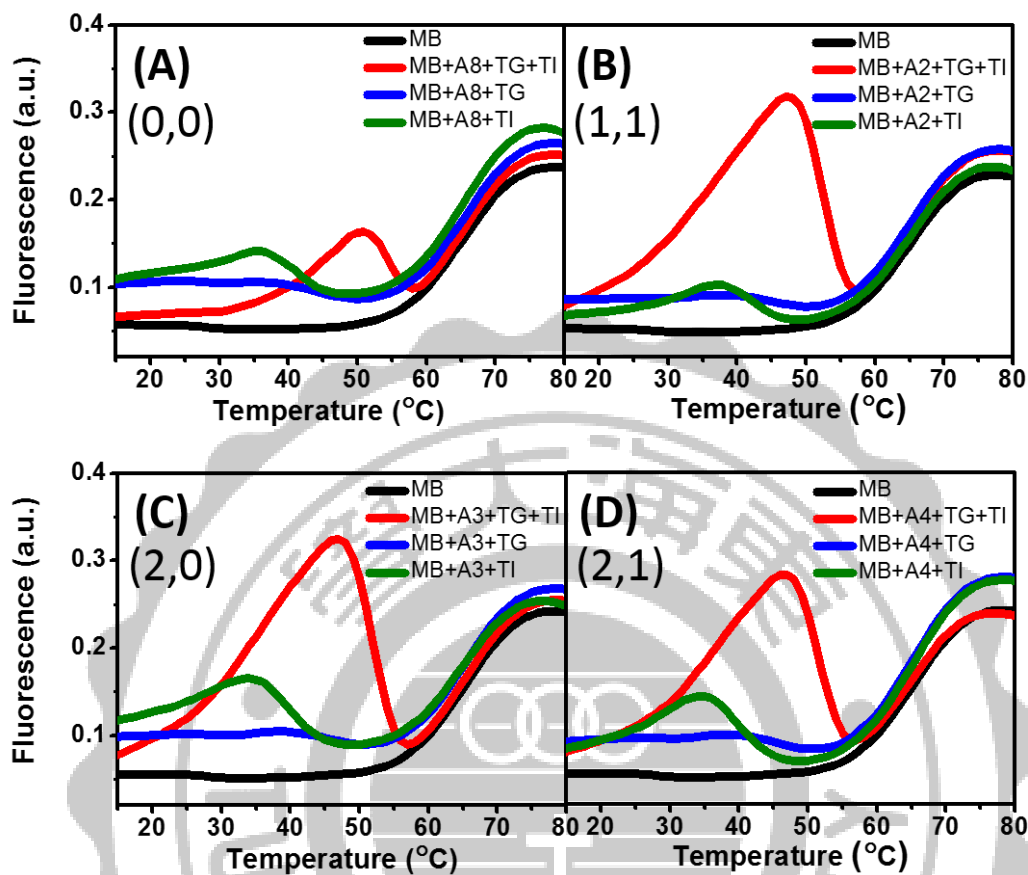 Fluorescence (a.u.)
0.4
0.3
0.2
0.1
(A)
(0,0)
MB
MB+A8+TG+TI
MB+A8+TG
MB+A8+TI
20 30 40 50 60 70 80
Temperature (°C)
(B)
(1,1)
MB
MB+A2+TG+TI
MB+A2+TG
MB+A2+TI
20 30 40 50 60 70 80
Temperature (°C)
Fluorescence (a.u.)
0.4
0.3
0.2
0.1
(C)
(2,0)
MB
MB+A3+TG+TI
MB+A3+TG
MB+A3+TI
20 30 40 50 60 70 80
Temperature (°C)
(D)
(2,1)
MB
MB+A4+TG+TI
MB+A4+TG
MB+A4+TI
20 30 40 50 60 70 80
Temperature (°C)